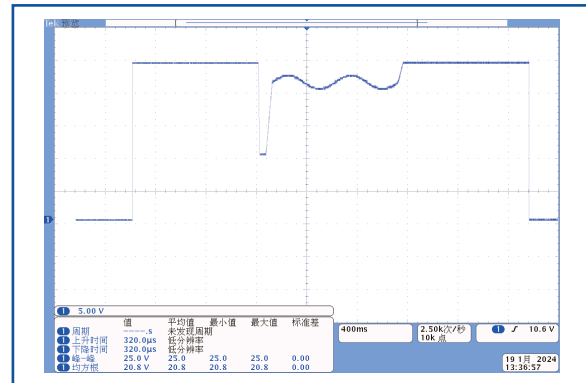 Tek 预览
1
1 5.00 V
值 平均值 最小值 最大值 标准差
1 周期 ----.s 未发现周期
1 上升时间 320.0µs 低分辨率
1 下降时间 320.0µs 低分辨率
1 峰-峰 25.0 V 25.0 25.0 25.0 0.00
1 均方根 20.8 V 20.8 20.8 20.8 0.00
400ms
2.50k次/秒
10k 点
1 10.6 V
19 1月 2024
13:36:57